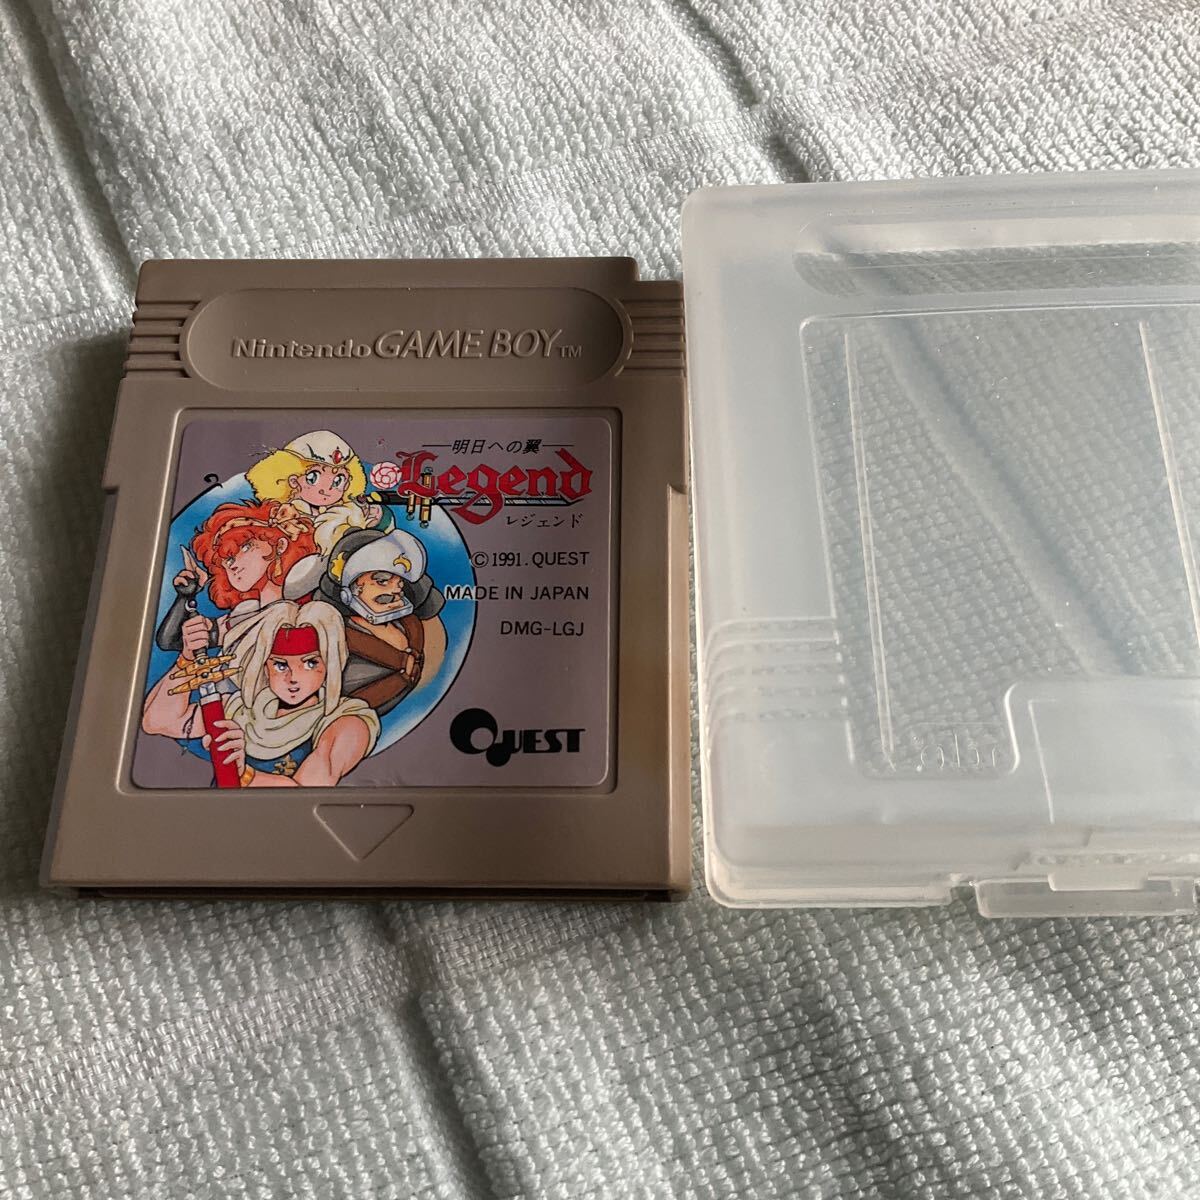 Nintendo GAME BOY TM
明日への翼
Legend
レジェンド
© 1991. QUEST
MADE IN JAPAN
DMG-LGJ
QUEST